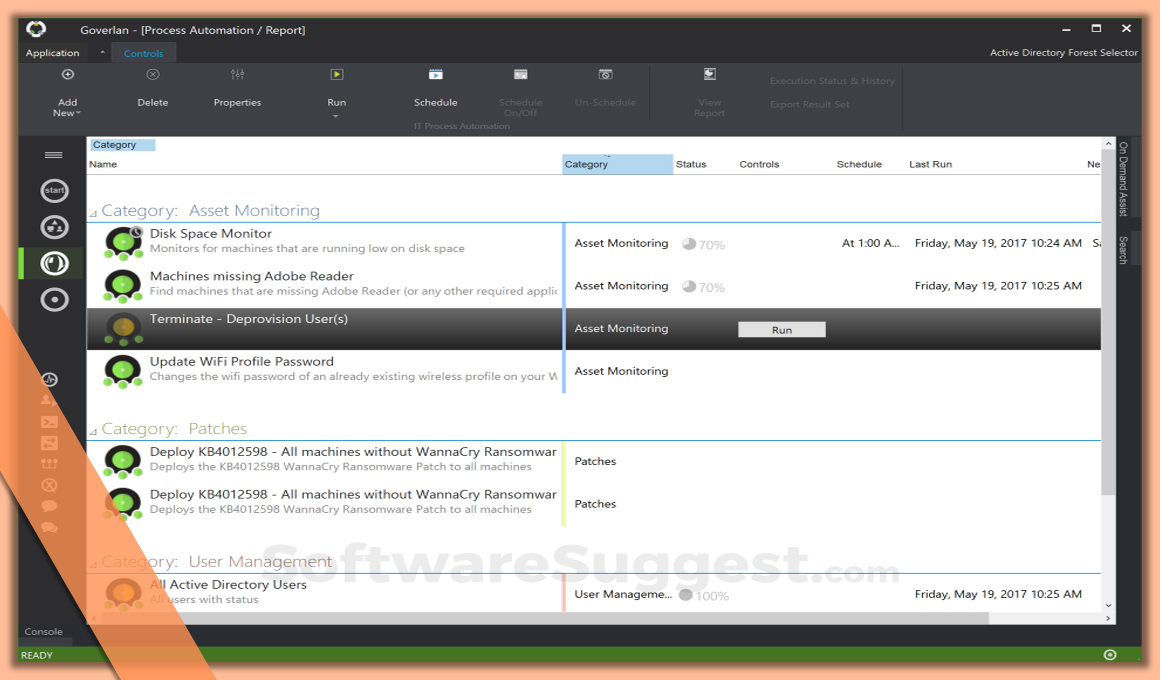 Goverlan - [Process Automation / Report]
Application Controls Active Directory Forest Selector
Add New
Delete
Properties
Run
Schedule
Schedule On/Off
Un-Schedule
IT Process Automation
View Report
Execution Status & History
Export Result Set
Category
Name Category Status Controls Schedule Last Run Ne
start
On Demand Assist
Search
Category: Asset Monitoring
Disk Space Monitor
Monitors for machines that are running low on disk space
Asset Monitoring 70% At 1:00 A... Friday, May 19, 2017 10:24 AM
Machines missing Adobe Reader
Find machines that are missing Adobe Reader (or any other required applic
Asset Monitoring 70% Friday, May 19, 2017 10:25 AM
Terminate - Deprovision User(s)
Asset Monitoring Run
Update WiFi Profile Password
Changes the wifi password of an already existing wireless profile on your W
Asset Monitoring
Category: Patches
Deploy KB4012598 - All machines without WannaCry Ransomwar
Deploys the KB4012598 WannaCry Ransomware Patch to all machines
Patches
Deploy KB4012598 - All machines without WannaCry Ransomwar
Deploys the KB4012598 WannaCry Ransomware Patch to all machines
Patches
SoftwareSuggest.com
Category: User Management
All Active Directory Users
All users with status
User Manageme... 100% Friday, May 19, 2017 10:25 AM
Console
READY